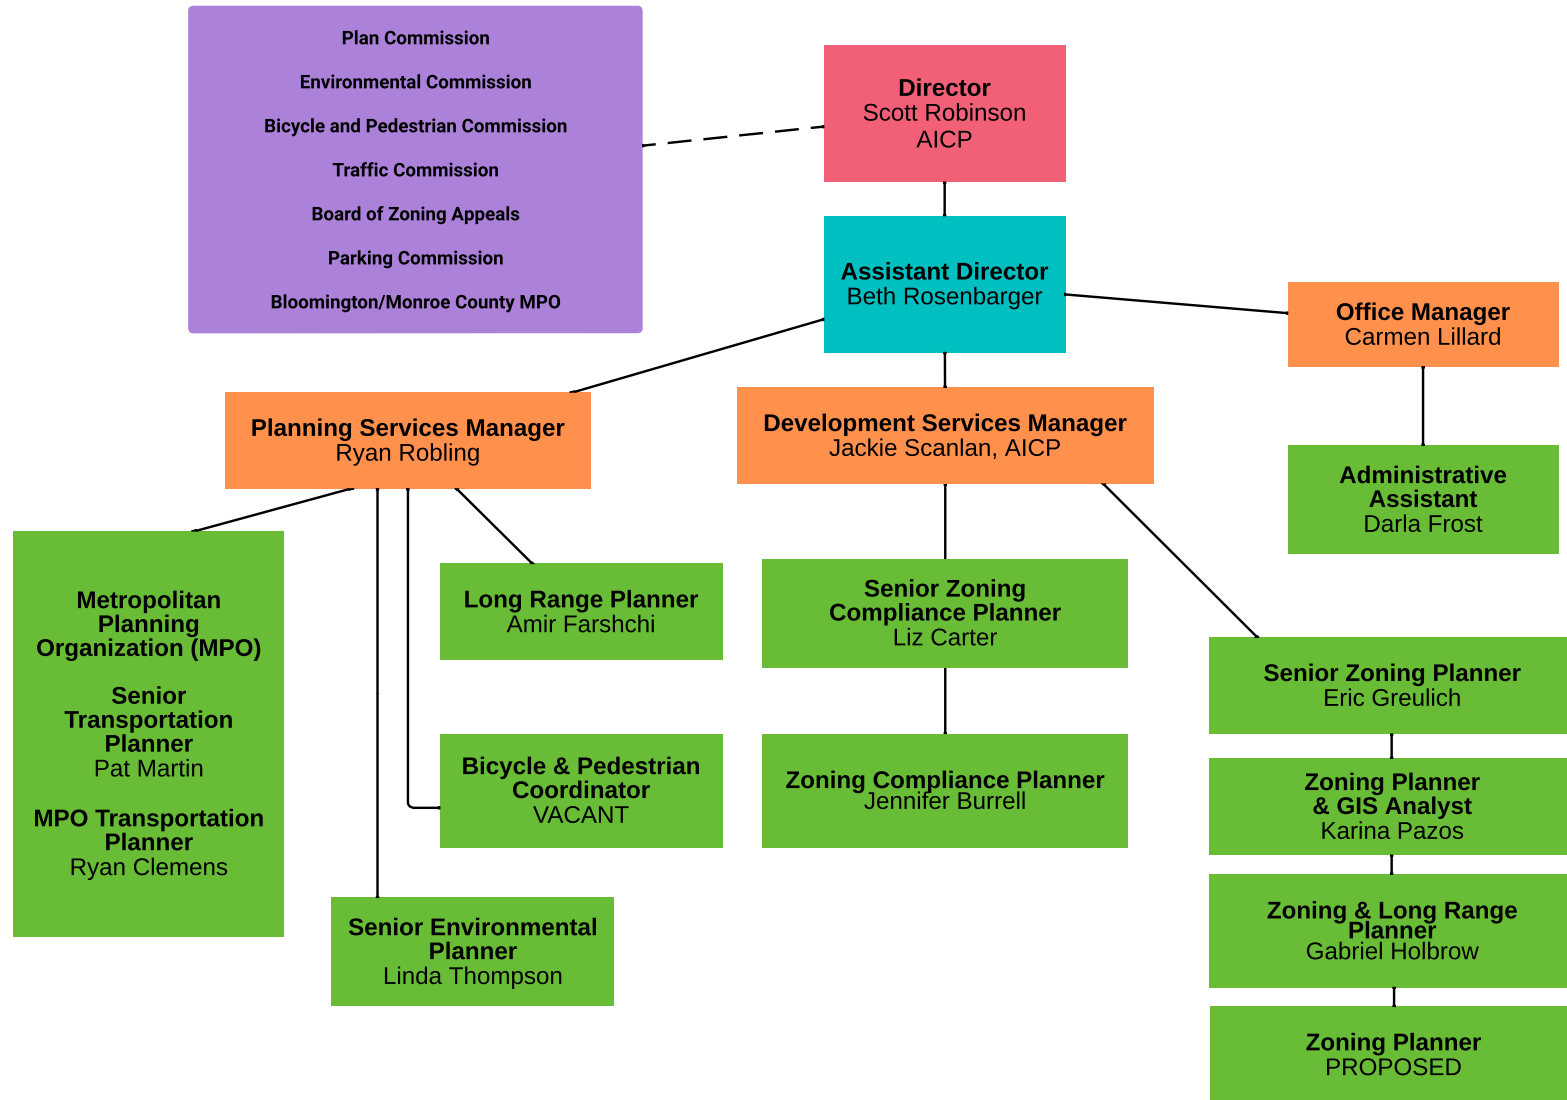 Plan Commission
Environmental Commission
Bicycle and Pedestrian Commission
Traffic Commission
Board of Zoning Appeals
Parking Commission
Bloomington/Monroe County MPO
Director
Scott Robinson
AICP
Assistant Director
Beth Rosenbarger
Office Manager
Carmen Lillard
Administrative
Assistant
Darla Frost
Planning Services Manager
Ryan Robling
Development Services Manager
Jackie Scanlan, AICP
Metropolitan
Planning
Organization (MPO)
Senior
Transportation
Planner
Pat Martin
MPO Transportation
Planner
Ryan Clemens
Long Range Planner
Amir Farshchi
Bicycle & Pedestrian
Coordinator
VACANT
Senior Environmental
Planner
Linda Thompson
Senior Zoning
Compliance Planner
Liz Carter
Zoning Compliance Planner
Jennifer Burrell
Senior Zoning Planner
Eric Greulich
Zoning Planner
& GIS Analyst
Karina Pazos
Zoning & Long Range
Planner
Gabriel Holbrow
Zoning Planner
PROPOSED